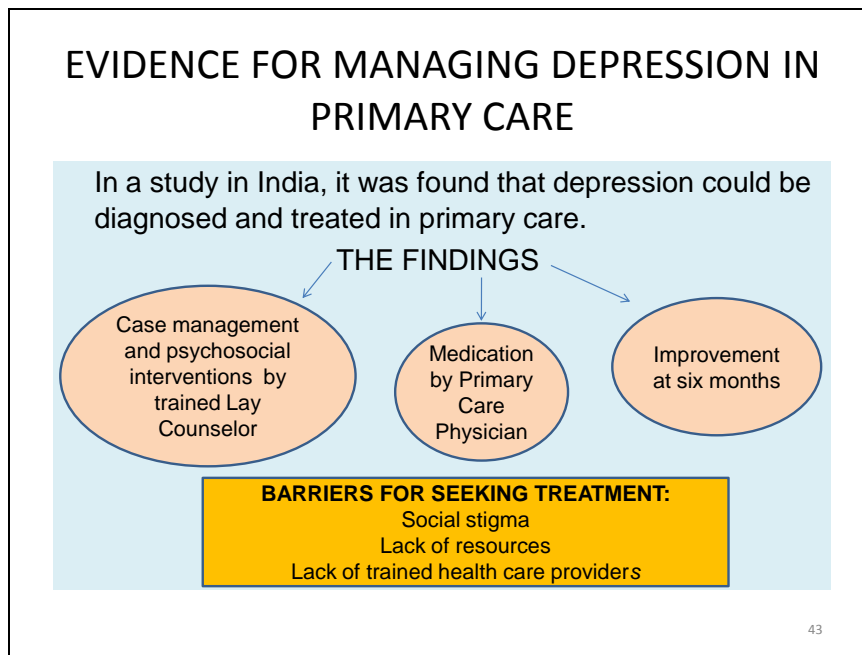 EVIDENCE FOR MANAGING DEPRESSION IN
PRIMARY CARE
In a study in India, it was found that depression could be
diagnosed and treated in primary care.
THE FINDINGS
Case management
and psychosocial
interventions by
trained Lay
Counselor
Medication
by Primary
Care
Physician
Improvement
at six months
BARRIERS FOR SEEKING TREATMENT:
Social stigma
Lack of resources
Lack of trained health care providers
43